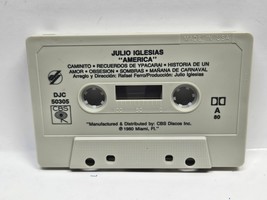 JULIO IGLESIAS
"AMERICA"
CAMINITO • RECUERDOS DE YPACARAI • HISTORIA DE UN
AMOR • OBSESION • SOMBRAS • MAÑANA DE CARNAVAL
Arreglo y Dirección: Rafael Ferro/Producción: Julio Iglesias
DJC
50305
CBS
A
80
"Manufactured & Distributed by: CBS Discos Inc.
© 1980 Miami, Fl."